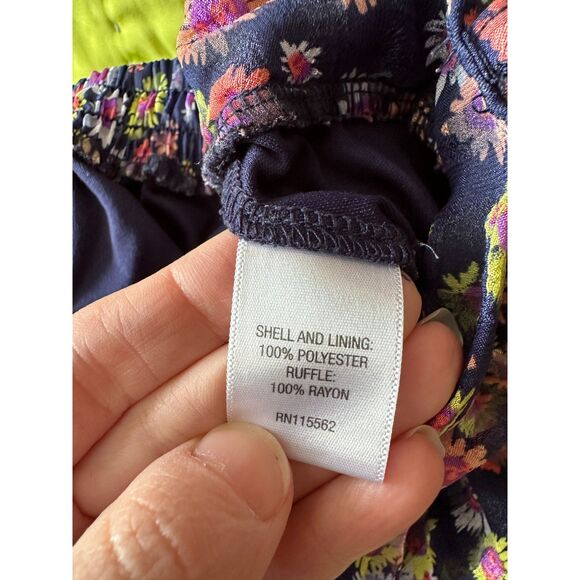 SHELL AND LINING:
100% POLYESTER
RUFFLE:
100% RAYON
RN115562